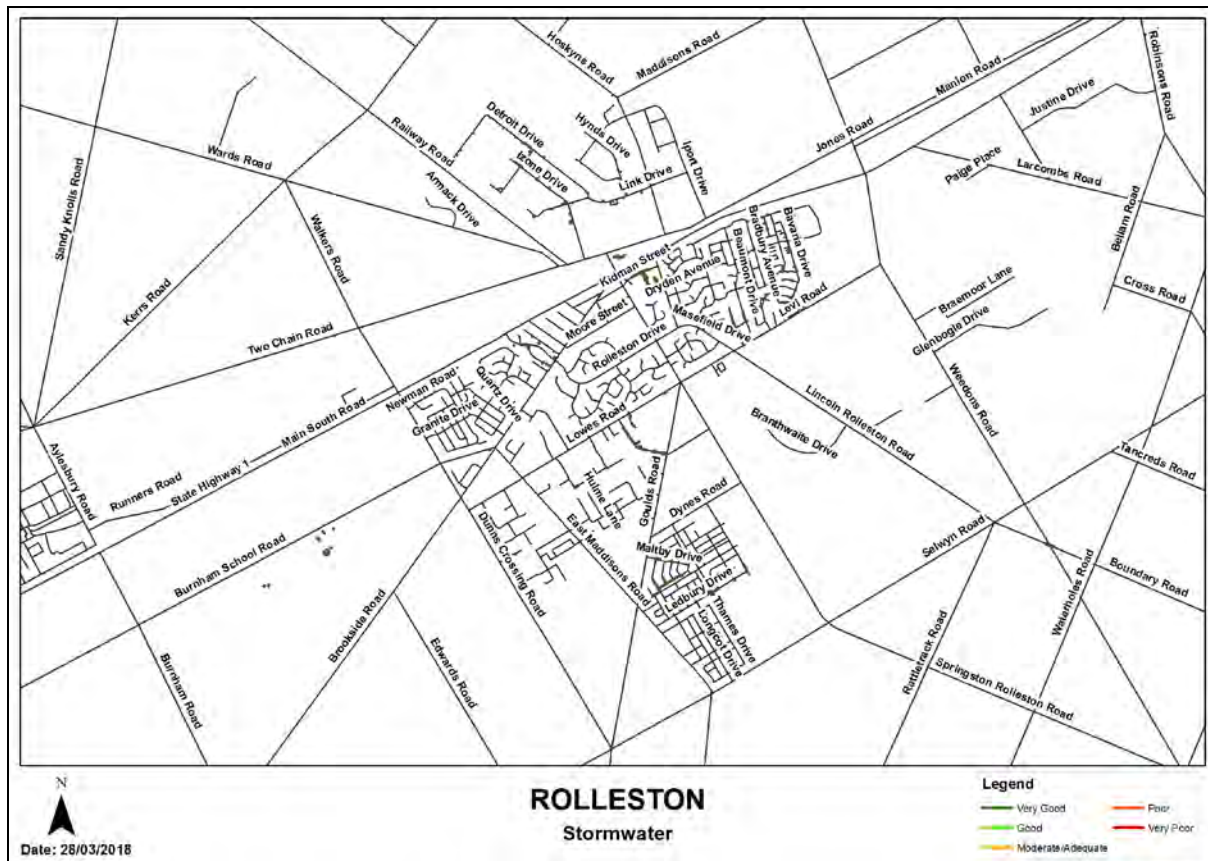 Hoskyns Road
Maddisons Road
Robinsons Road
Manion Road
Justine Drive
Detroit Drive
Hynds Drive
Railway Road
Izone Drive
Iport Drive
Jones Road
Wards Road
Link Drive
Paige Place
Larcombs Road
Armack Drive
Sandy Knolls Road
Walkers Road
Bellam Road
Kerrs Road
Kidman Street
Dryden Avenue
Beaumont Drive
Bradbury Avenue
Bavaria Drive
Levi Road
Braemoor Lane
Cross Road
Moore Street
Masefield Drive
Glenbogle Drive
Two Chain Road
Rolleston Drive
Newman Road
Quartz Drive
Granite Drive
Weedons Road
Main South Road
Lowes Road
Lincoln Rolleston Road
Branthwaite Drive
Aylesbury Road
Runners Road
State Highway 1
Hulme Lane
Goulds Road
Dynes Road
Tancreds Road
Selwyn Road
Burnham School Road
Dunns Crossing Road
East Maddisons Road
Maltby Drive
Ledbury Drive
Thames Drive
Longcot Drive
Boundary Road
Waterholes Road
Brookside Road
Edwards Road
Burnham Road
Rattletrack Road
Springston Rolleston Road
N
Date: 28/03/2018
ROLLESTON
Stormwater
Legend
Very Good
Poor
Good
Very Poor
Moderate/Adequate